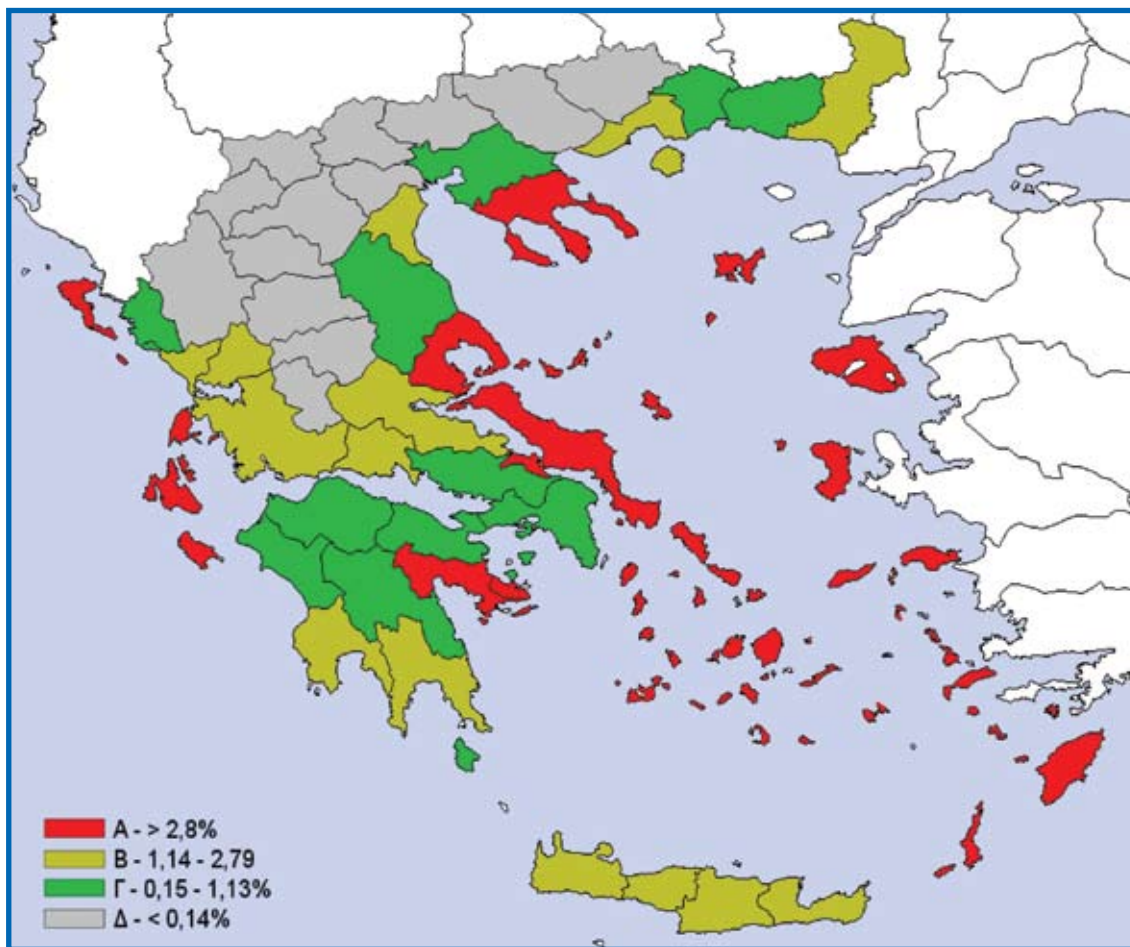 Α - > 2,8%
Β - 1,14 - 2,79
Γ - 0,15 - 1,13%
Δ - < 0,14%